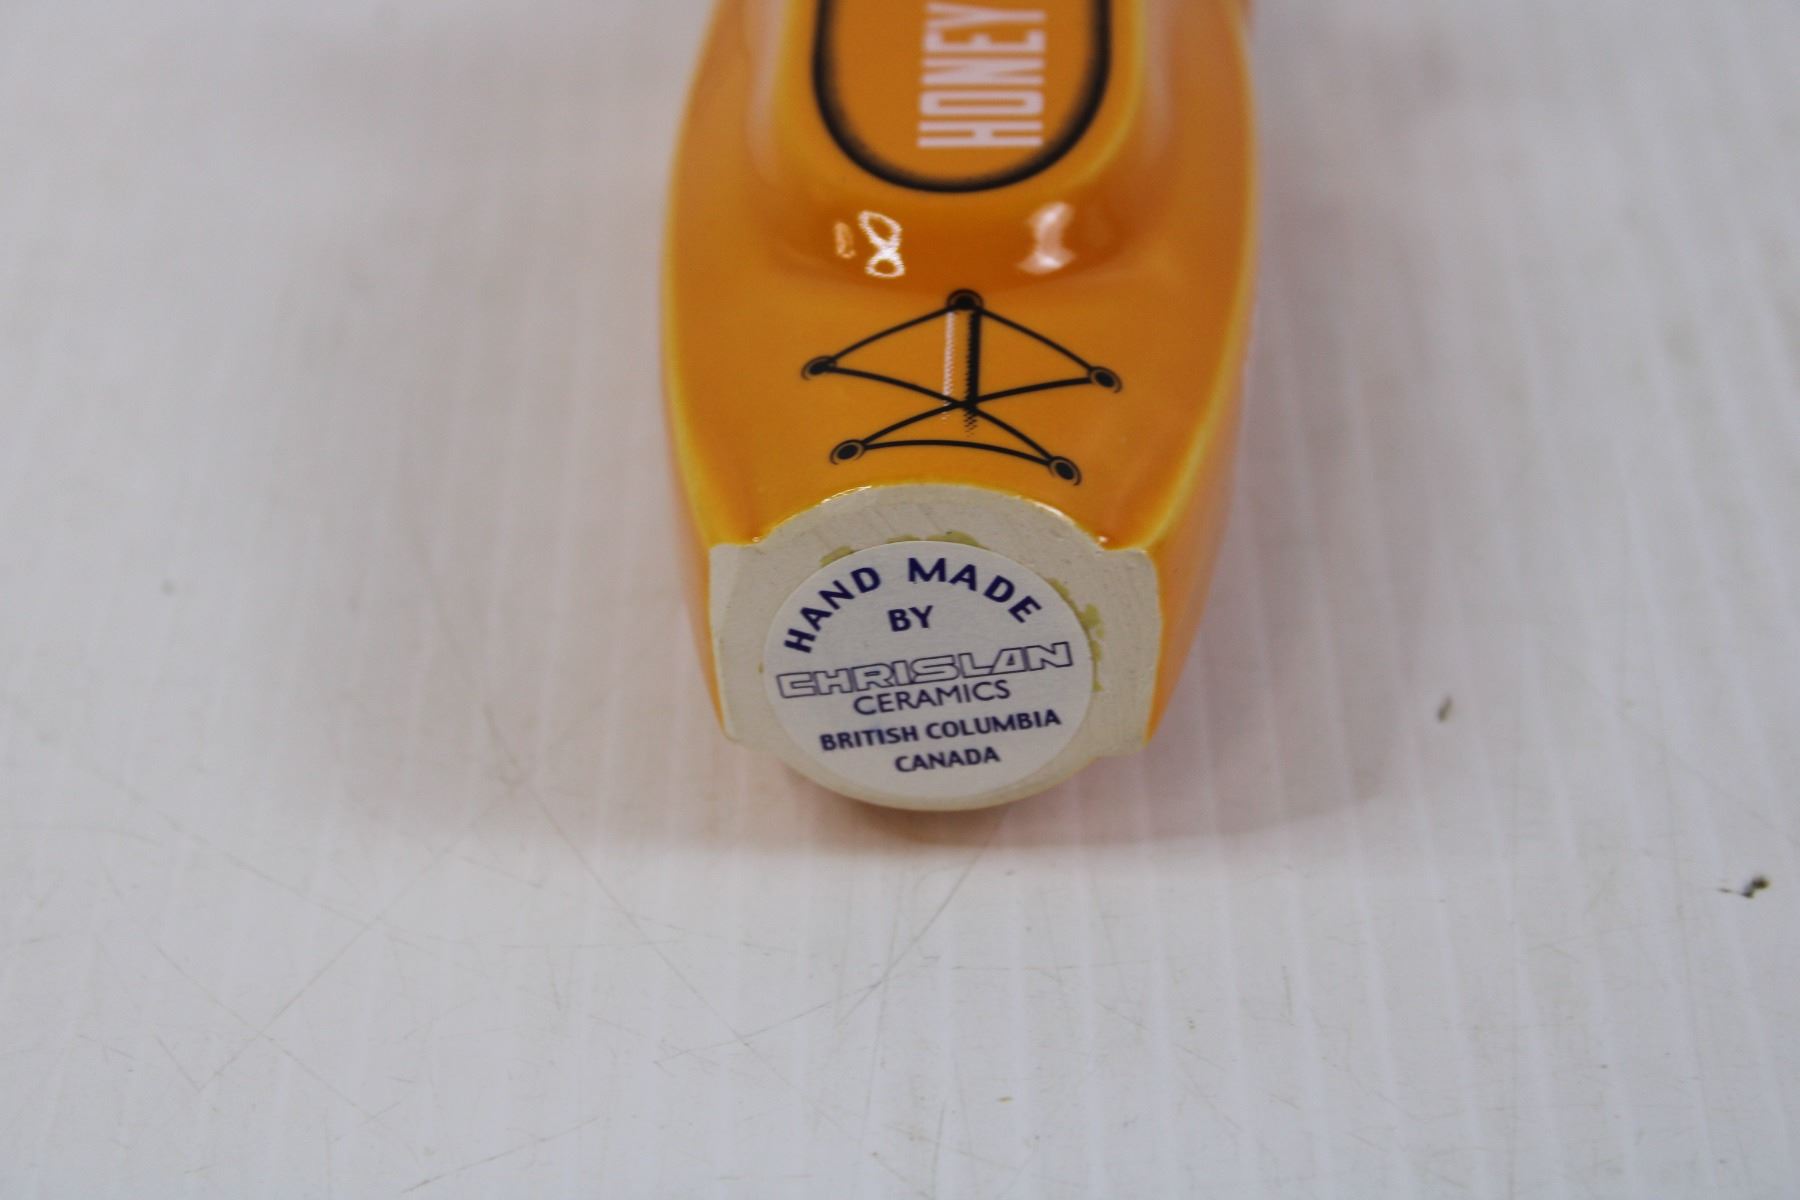 HONEY
HAND MADE
BY
CHRISLAN
CERAMICS
BRITISH COLUMBIA
CANADA